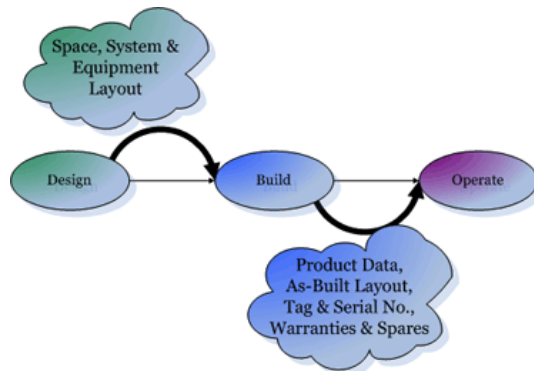 Space, System &
Equipment
Layout
Design
Build
Operate
Product Data,
As-Built Layout,
Tag & Serial No.,
Warranties & Spares